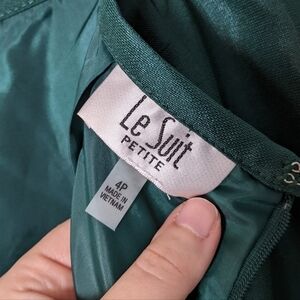 Le Suit
PETITE
4P
MADE IN
VIETNAM